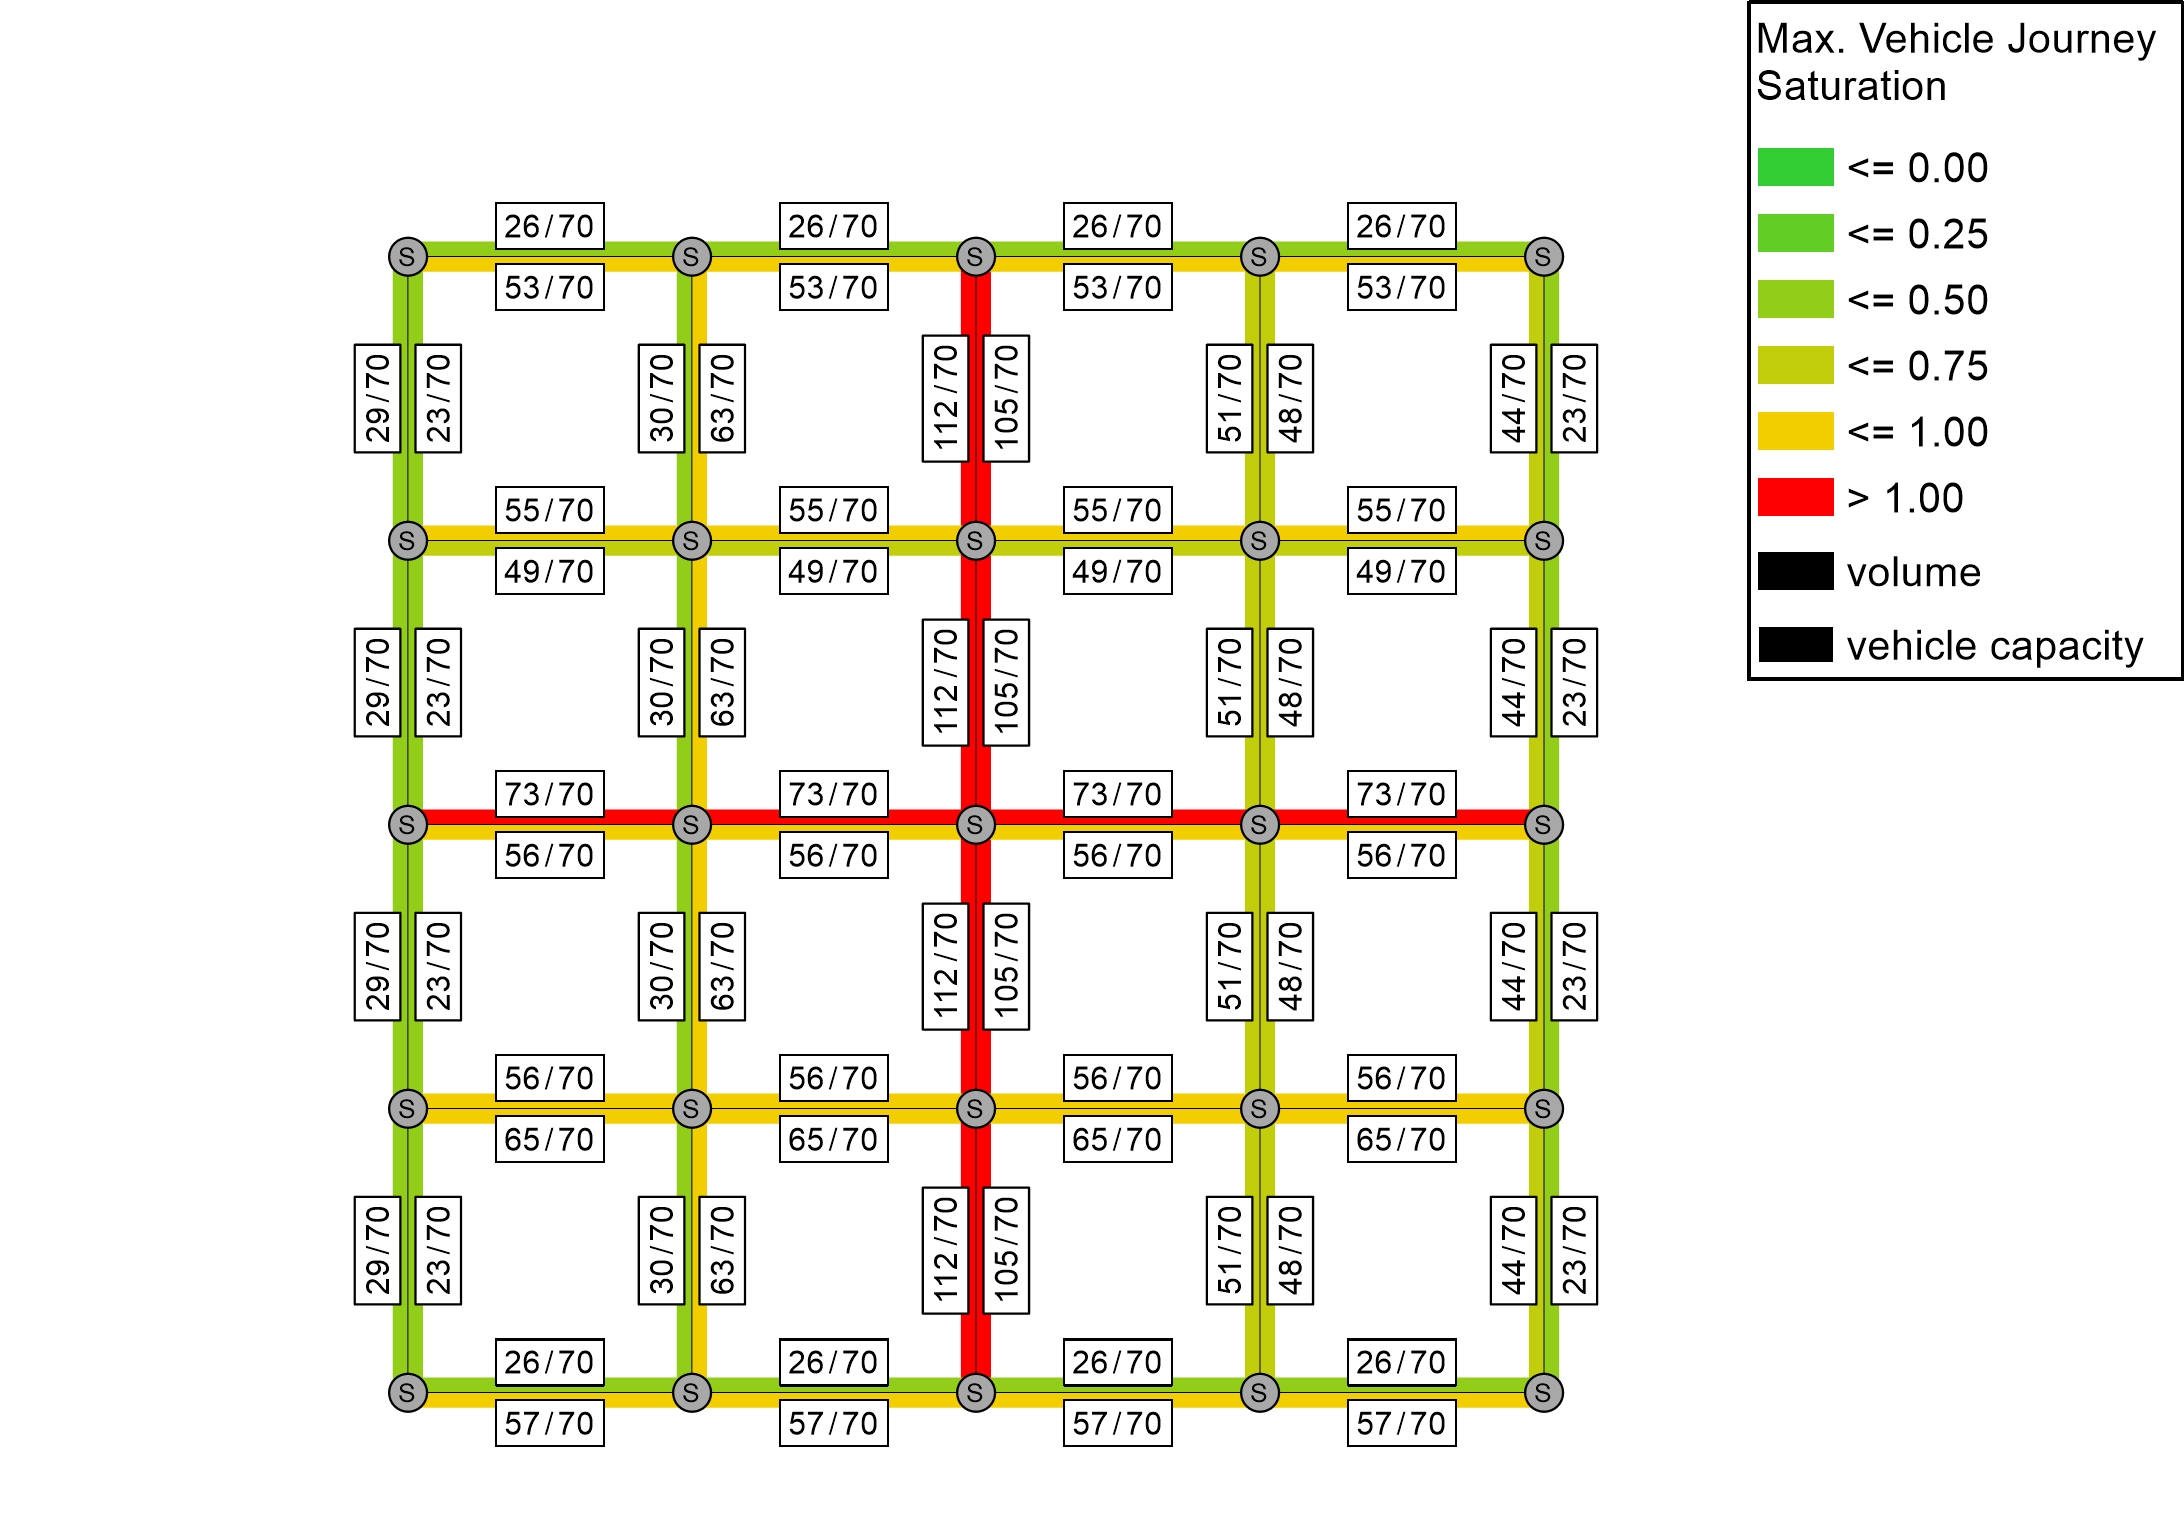 Max. Vehicle Journey
Saturation
<= 0.00
<= 0.25
<= 0.50
<= 0.75
<= 1.00
> 1.00
volume
vehicle capacity
26/70 26/70 26/70 26/70
S S S S S
53/70 53/70 53/70 53/70
29/70 23/70 30/70 63/70 112/70 105/70 51/70 48/70 44/70 23/70
55/70 55/70 55/70 55/70
S S S S S
49/70 49/70 49/70 49/70
29/70 23/70 30/70 63/70 112/70 105/70 51/70 48/70 44/70 23/70
73/70 73/70 73/70 73/70
S S S S S
56/70 56/70 56/70 56/70
29/70 23/70 30/70 63/70 112/70 105/70 51/70 48/70 44/70 23/70
56/70 56/70 56/70 56/70
S S S S S
65/70 65/70 65/70 65/70
29/70 23/70 30/70 63/70 112/70 105/70 51/70 48/70 44/70 23/70
26/70 26/70 26/70 26/70
S S S S S
57/70 57/70 57/70 57/70